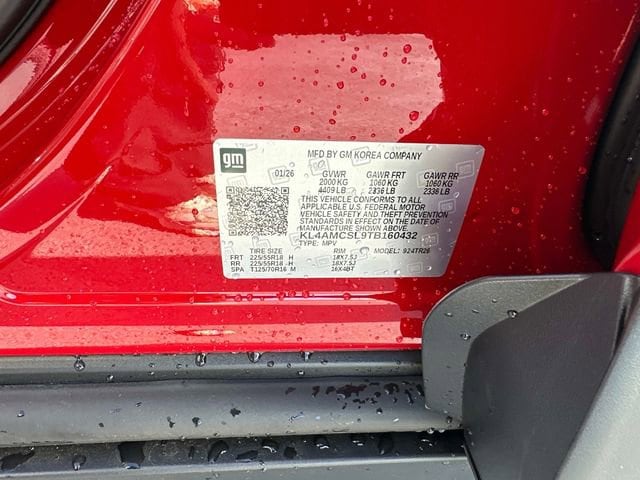 gm
01/26
MFD BY GM KOREA COMPANY
GVWR GAWR FRT GAWR RR
2000 KG 1060 KG 1060 KG
4409 LB 2336 LB 2336 LB
THIS VEHICLE CONFORMS TO ALL
APPLICABLE U.S. FEDERAL MOTOR
VEHICLE SAFETY AND THEFT PREVENTION
STANDARDS IN EFFECT ON THE DATE OF
MANUFACTURE SHOWN ABOVE.
KL4AMCSL9TB160432
TYPE: MPV
TIRE SIZE RIM MODEL: 924TR26
FRT 225/55R18 H 18X7.5J
RR 225/55R18 H 18X7.5J
SPA T125/70R16 M 16X4BT